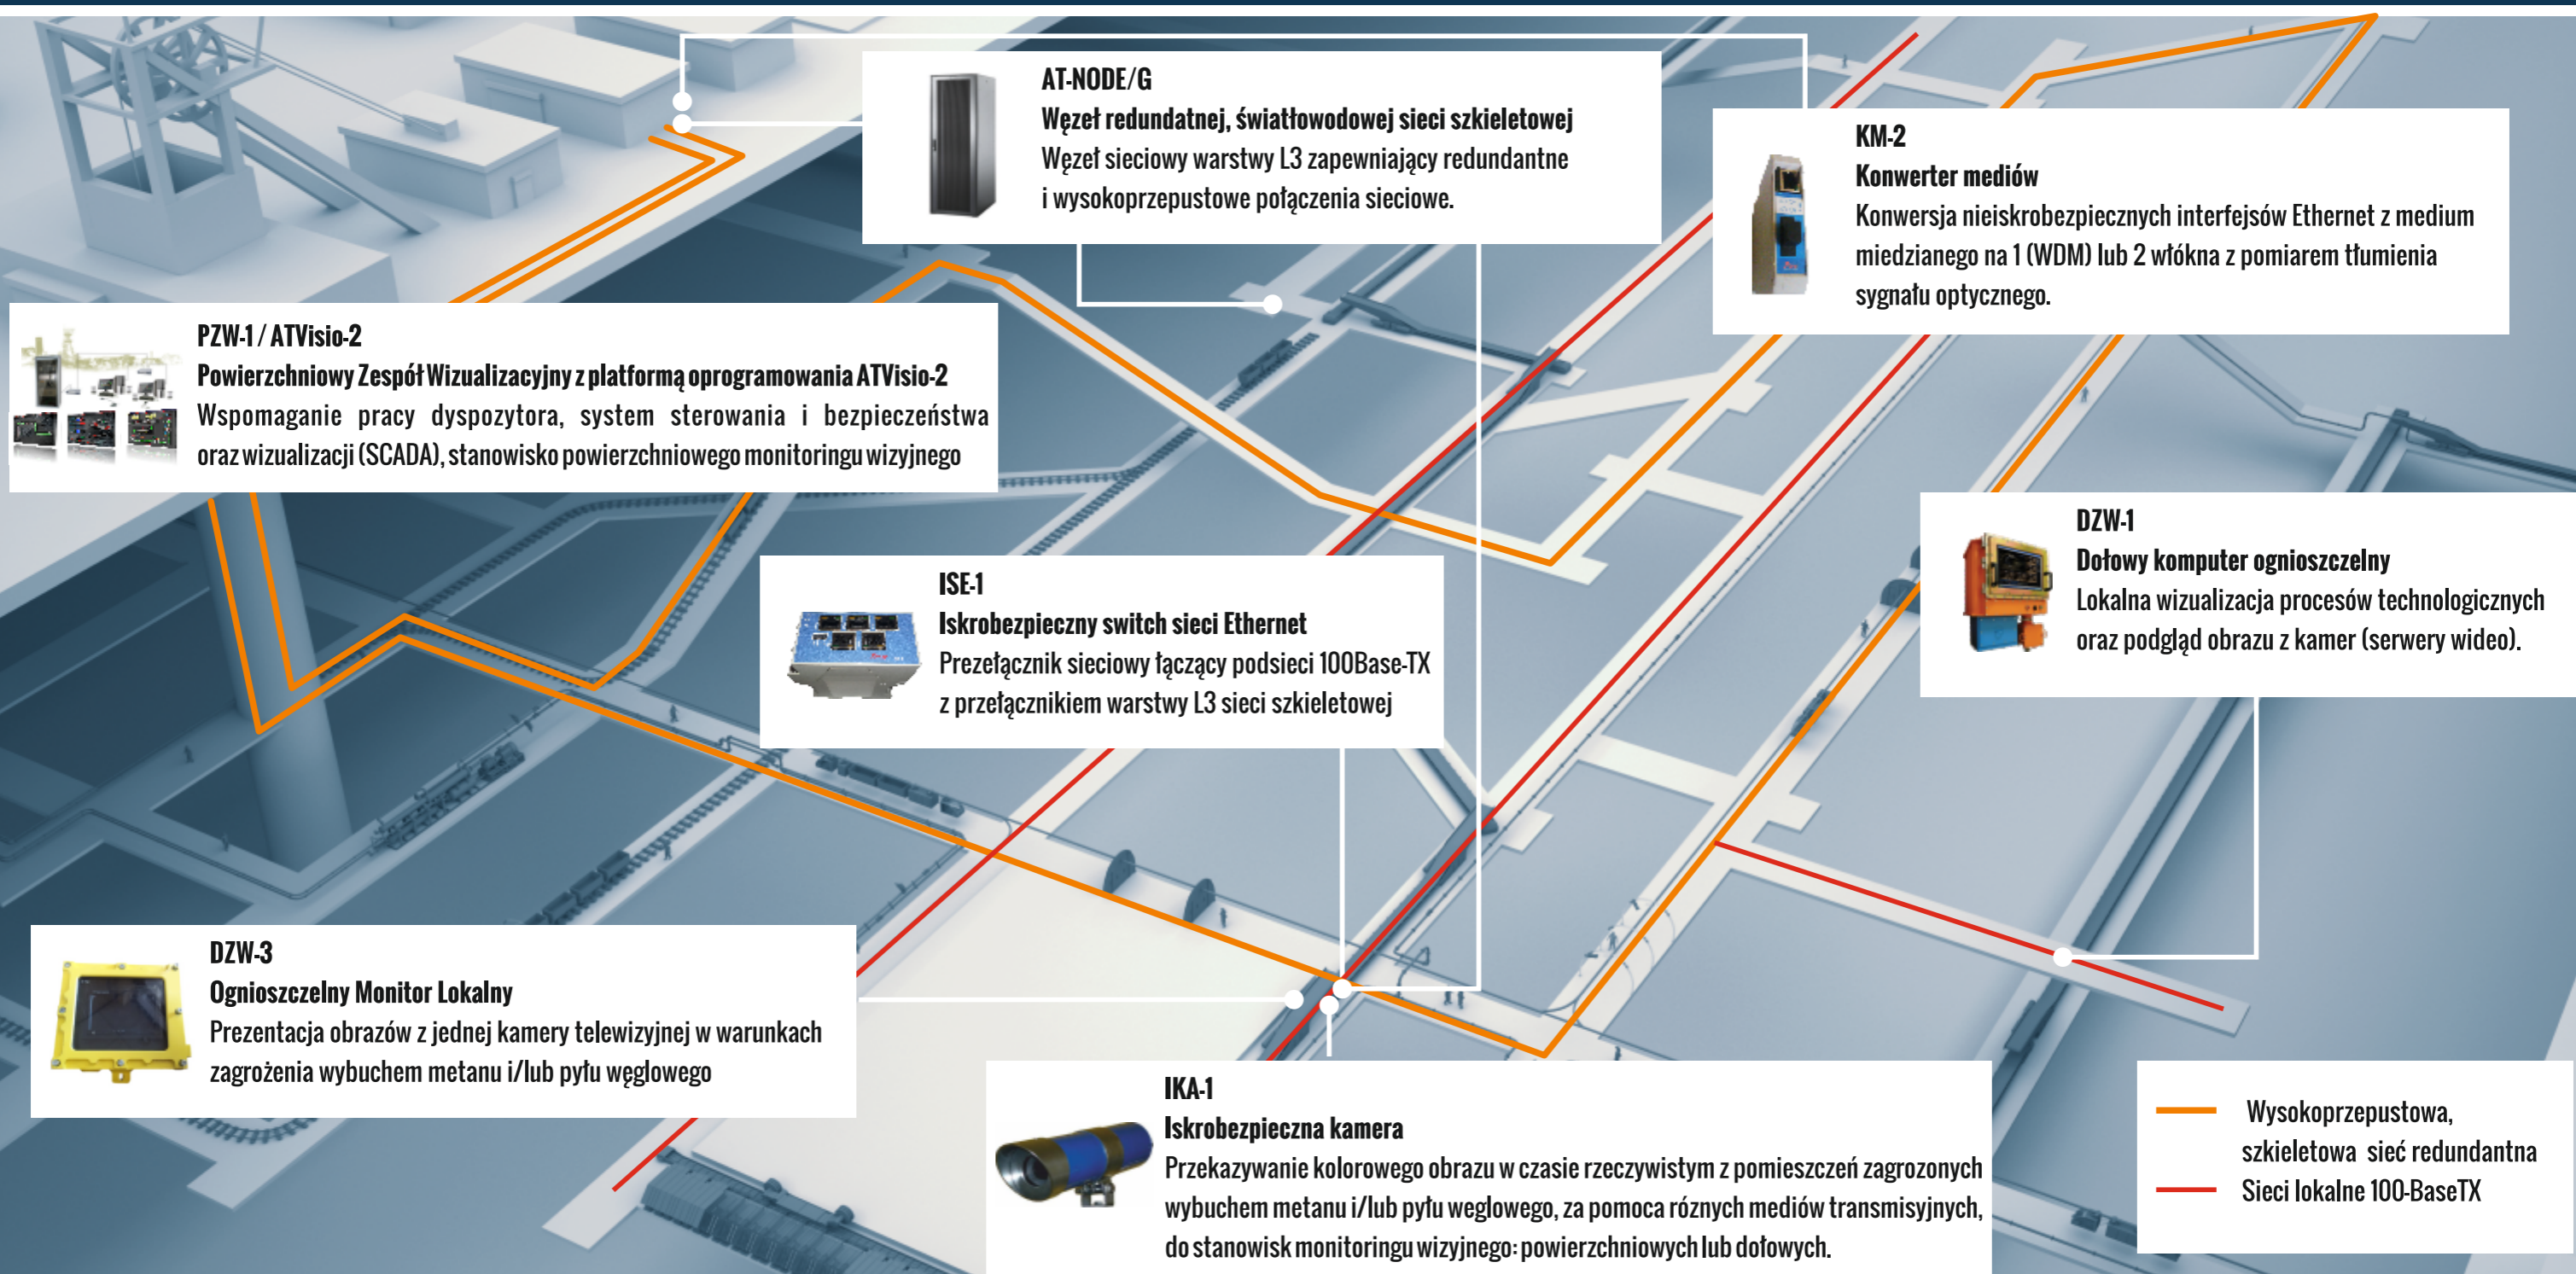 AT-NODE/G
Węzeł redundatnej, światłowodowej sieci szkieletowej
Węzeł sieciowy warstwy L3 zapewniający redundantne
i wysokoprzepustowe połączenia sieciowe.
KM-2
Konwerter mediów
Konwersja nieiskrobezpiecznych interfejsów Ethernet z medium
miedzianego na 1 (WDM) lub 2 włókna z pomiarem tłumienia
sygnału optycznego.
PZW-1 / ATVisio-2
Powierzchniowy Zespół Wizualizacyjny z platformą oprogramowania ATVisio-2
Wspomaganie pracy dyspozytora, system sterowania i bezpieczeństwa
oraz wizualizacji (SCADA), stanowisko powierzchniowego monitoringu wizyjnego
DZW-1
Dołowy komputer ognioszczelny
Lokalna wizualizacja procesów technologicznych
oraz podgląd obrazu z kamer (serwery wideo).
ISE-1
Iskrobezpieczny switch sieci Ethernet
Prezełącznik sieciowy łączący podsieci 100Base-TX
z przełącznikiem warstwy L3 sieci szkieletowej
DZW-3
Ognioszczelny Monitor Lokalny
Prezentacja obrazów z jednej kamery telewizyjnej w warunkach
zagrożenia wybuchem metanu i/lub pyłu węglowego
IKA-1
Iskrobezpieczna kamera
Przekazywanie kolorowego obrazu w czasie rzeczywistym z pomieszczeń zagrozonych
wybuchem metanu i/lub pyłu weglowego, za pomoca róznych mediów transmisyjnych,
do stanowisk monitoringu wizyjnego: powierzchniowych lub dołowych.
Wysokoprzepustowa,
szkieletowa sieć redundantna
Sieci lokalne 100-BaseTX